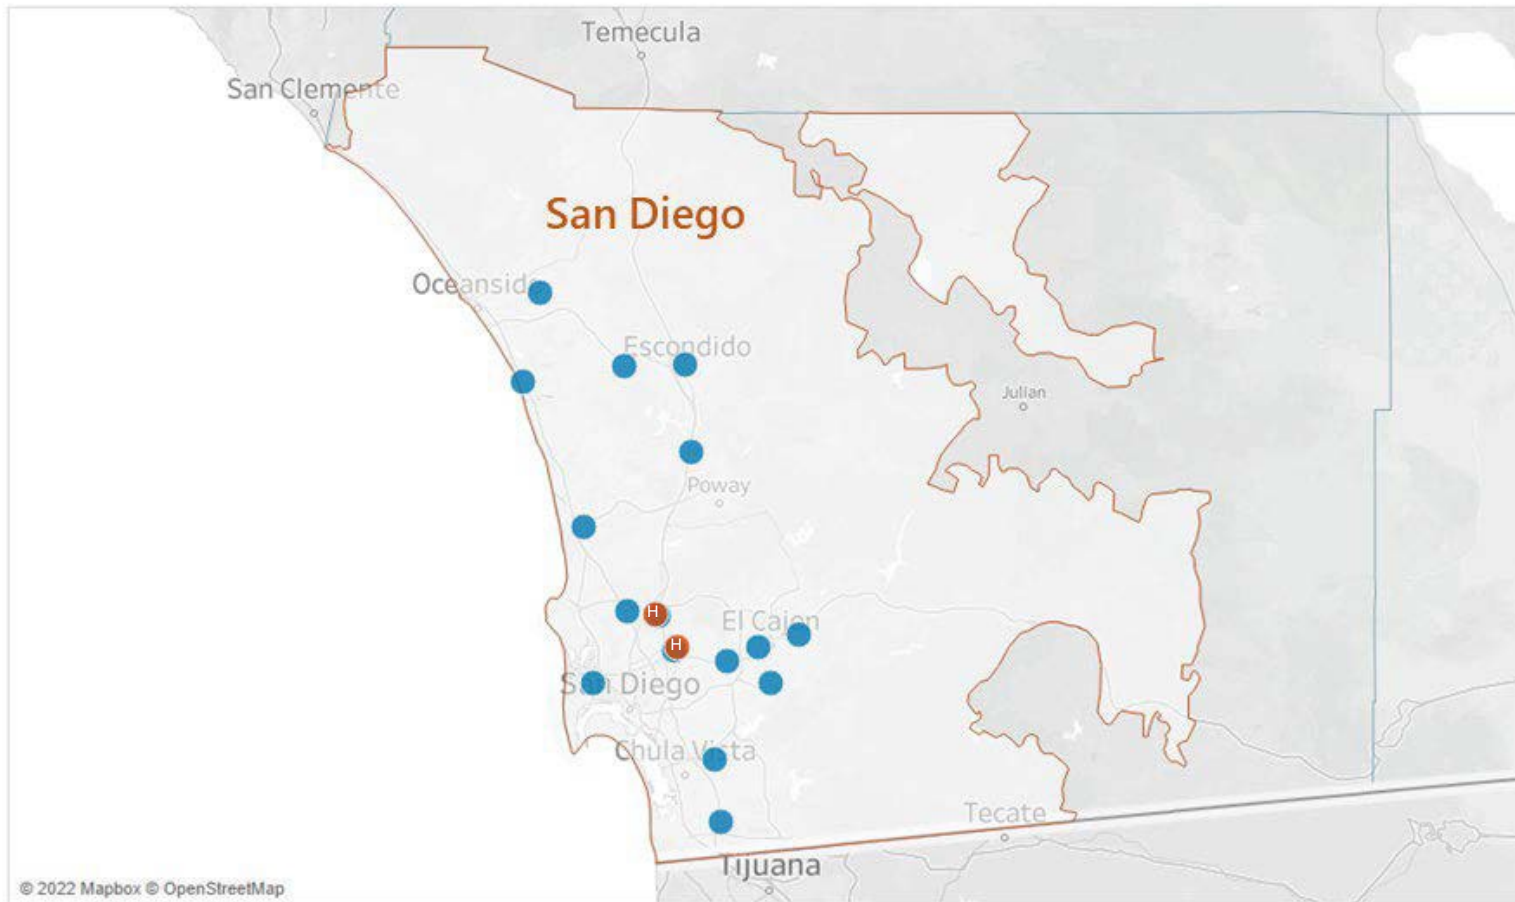 Temecula
San Clemente
San Diego
Oceanside
Escondido
Julian
Poway
H
El Cajon
H
San Diego
Chula Vista
Tecate
Tijuana
© 2022 Mapbox © OpenStreetMap